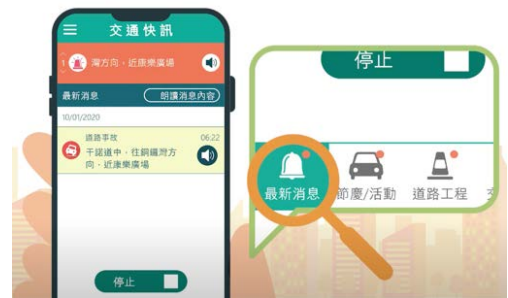 交通快訊
1 灣方向、近康樂廣場
最新消息 朗讀消息內容
10/01/2020
道路事故 06:22
干諾道中,往銅鑼灣方
向、近康樂廣場
停止
停止
最新消息 節慶/活動 道路工程